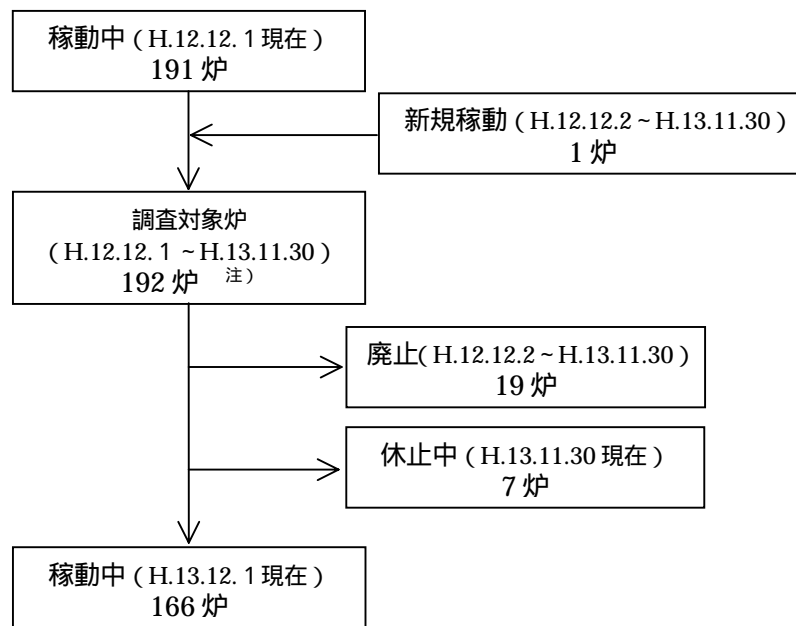 稼動中（H.12.12.１現在）
191 炉
新規稼動（H.12.12.2～H.13.11.30）
1 炉
調査対象炉
（H.12.12.１～H.13.11.30）
192 炉 注）
廃止（H.12.12.2～H.13.11.30）
19 炉
休止中（H.13.11.30 現在）
7 炉
稼動中（H.13.12.１現在）
166 炉